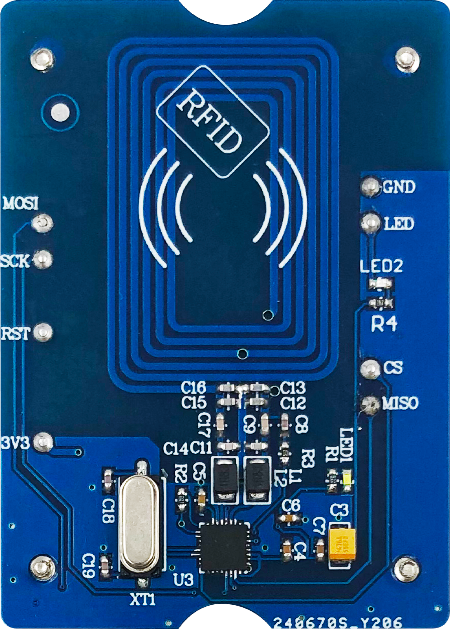 RFID
GND
MOSI
LED
SCK
LED2
R4
RST
CS
MISO
C16
C13
C15
C12
C17
C9
C8
3V3
C14
C11
R3
R1
LED1
R2
C5
L2
L1
C18
C6
C3
C7
C4
U3
C19
XT1
240670S_Y206